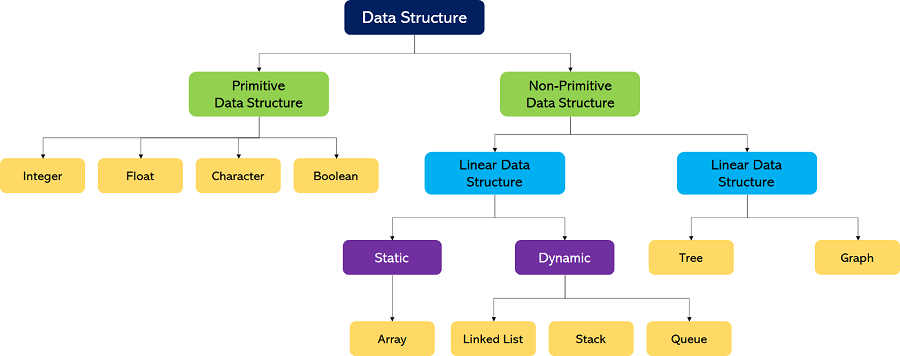 Data Structure
Primitive
Data Structure
Non-Primitive
Data Structure
Integer
Float
Character
Boolean
Linear Data
Structure
Linear Data
Structure
Static
Dynamic
Tree
Graph
Array
Linked List
Stack
Queue